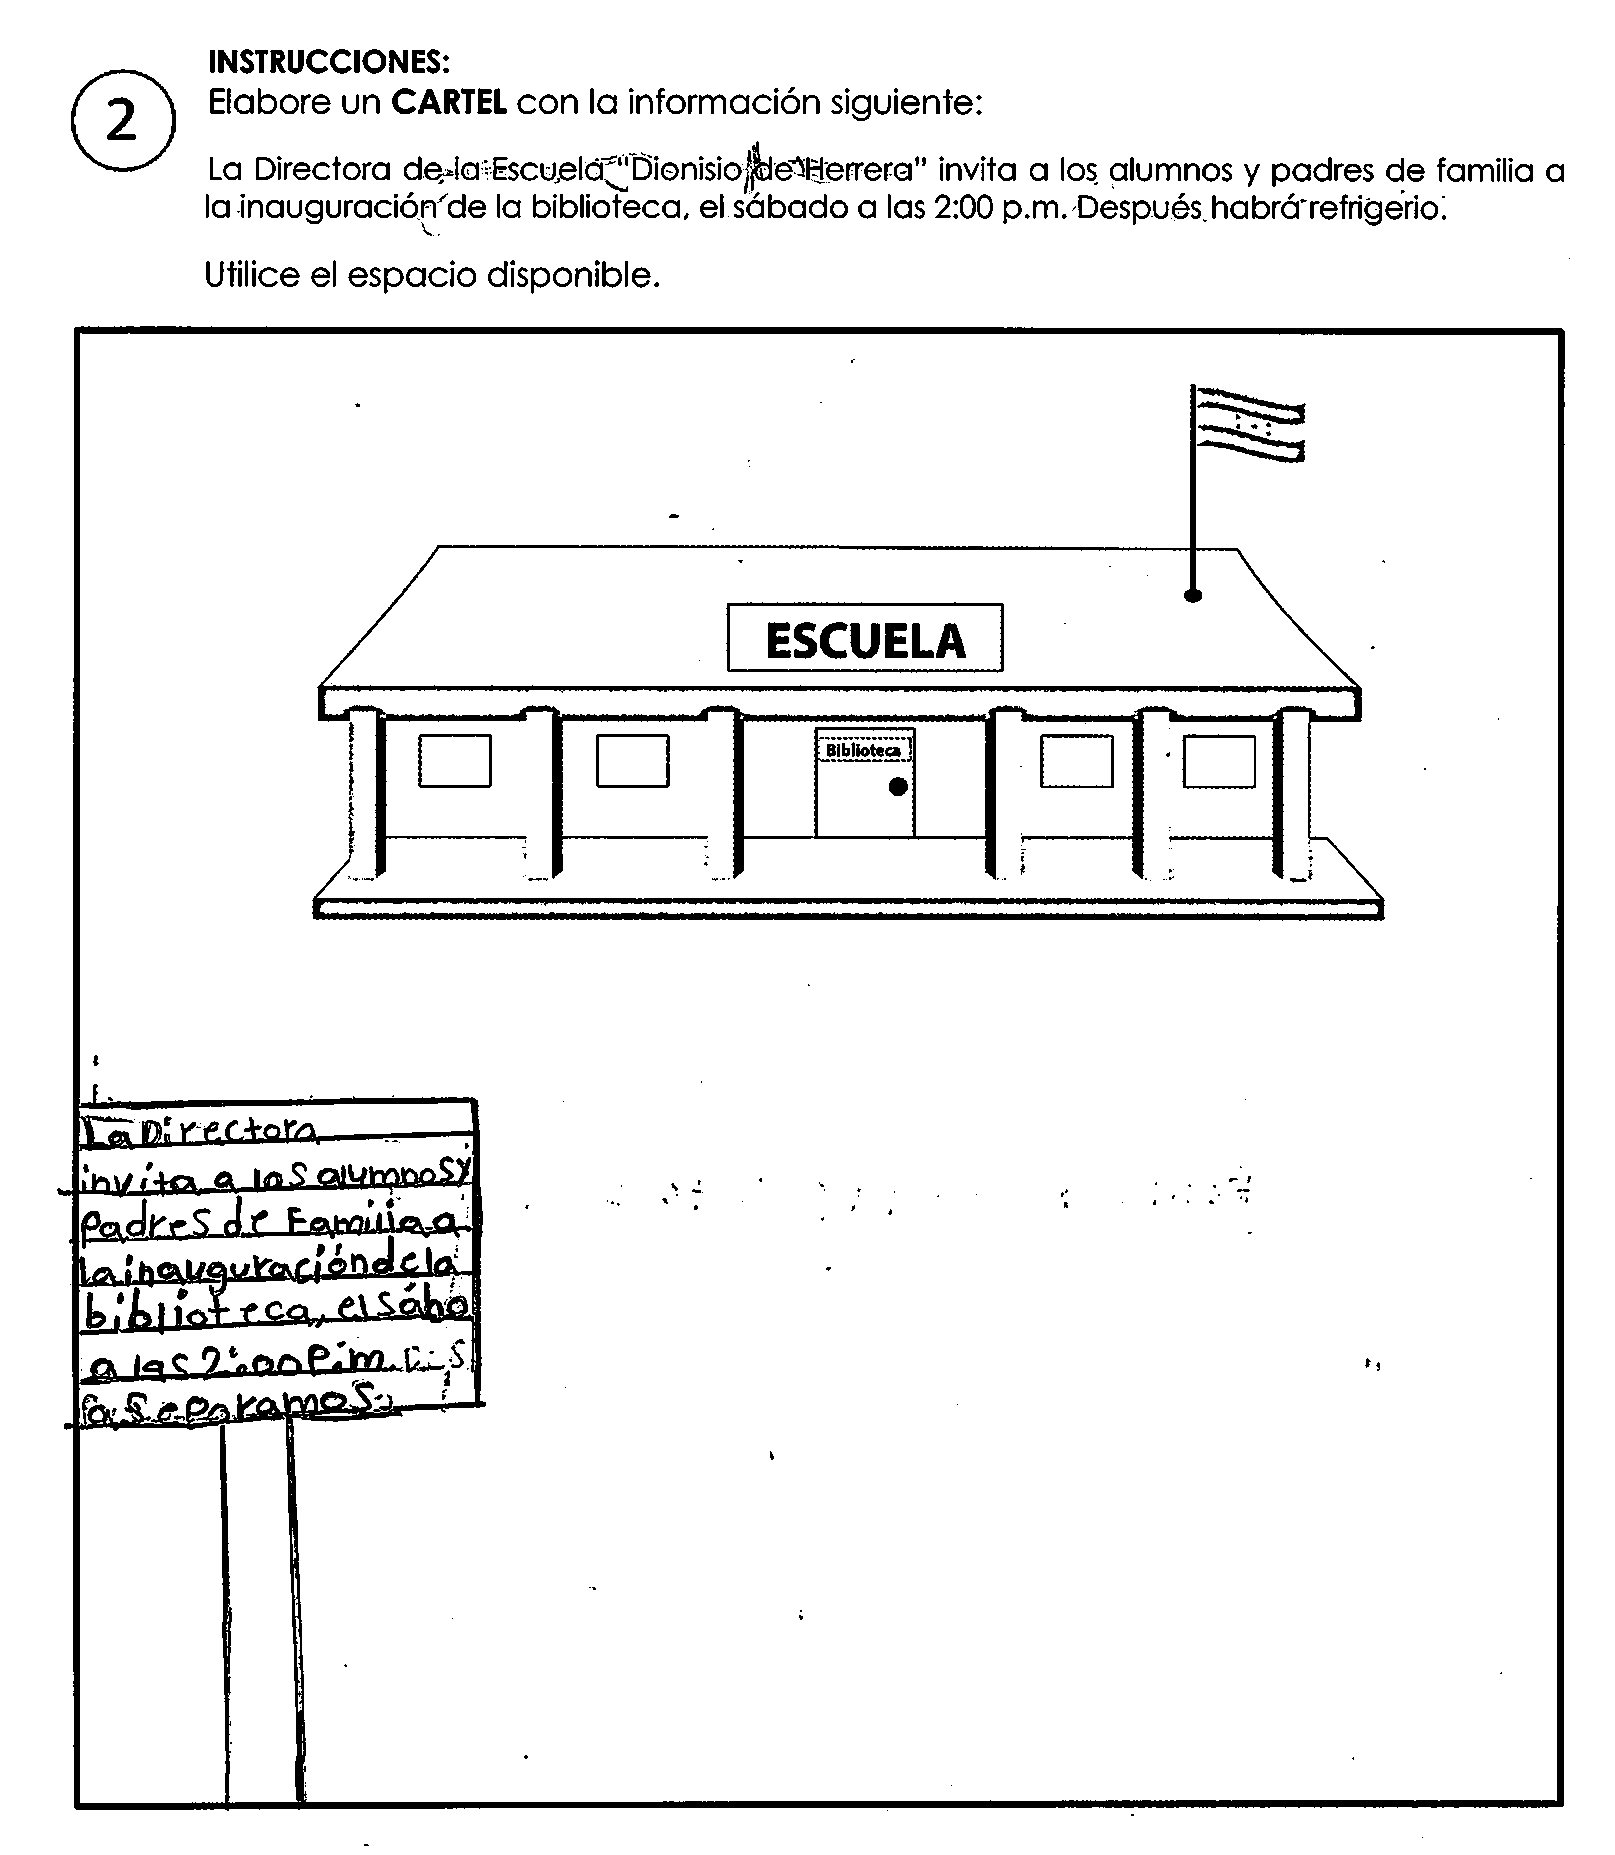 INSTRUCCIONES:
2
Elabore un CARTEL con la información siguiente:
La Directora de la Escuela "Dionisio de Herrera" invita a los alumnos y padres de familia a
la inauguración de la biblioteca, el sábado a las 2:00 p.m. Después habrá refrigerio.
Utilice el espacio disponible.
ESCUELA
Biblioteca
La Directora
invita a los alumnos y
Padres de Familia a
la inauguración de la
biblioteca, el Sábo
a las 2:00 P.m.
separamos.